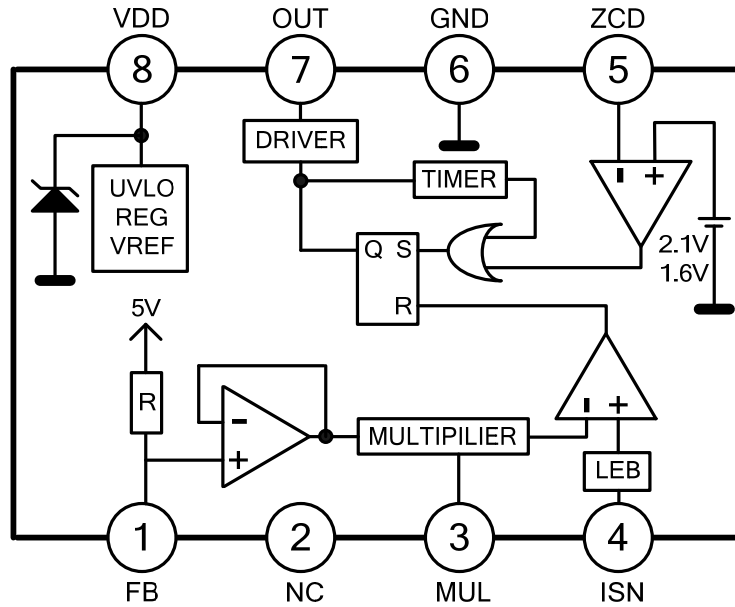 VDD OUT GND ZCD
8 7 6 5
DRIVER
TIMER
- +
UVLO
REG
VREF
Q S
R
2.1V
1.6V
5V
R
-
+
MULTIPILIER
- +
LEB
1 2 3 4
FB NC MUL ISN